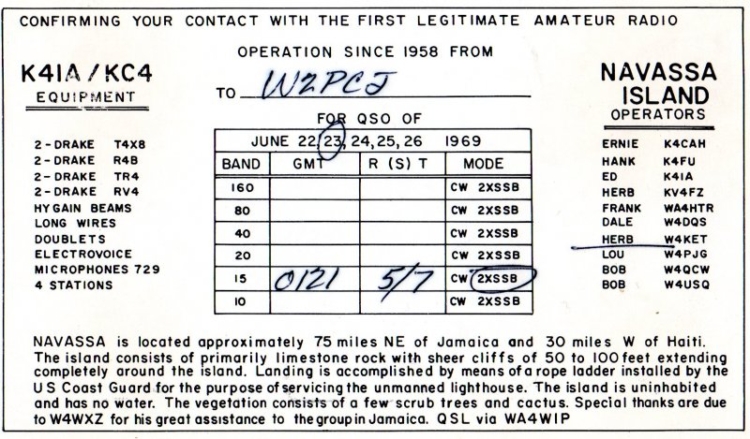 CONFIRMING YOUR CONTACT WITH THE FIRST LEGITIMATE AMATEUR RADIO
OPERATION SINCE 1958 FROM
K4IA/KC4
EQUIPMENT
2-DRAKE T4X8
2-DRAKE R4B
2-DRAKE TR4
2-DRAKE RV4
HYGAIN BEAMS
LONG WIRES
DOUBLETS
ELECTROVOICE
MICROPHONES 729
4 STATIONS
TO W2PCJ
FOR QSO OF
JUNE 22, 23, 24, 25, 26 1969
BAND GMT R (S) T MODE
160 CW 2XSSB
80 CW 2XSSB
40 CW 2XSSB
20 CW 2XSSB
15 0121 5/7 CW 2XSSB
10 CW 2XSSB
NAVASSA
ISLAND
OPERATORS
ERNIE K4CAH
HANK K4FU
ED K4IA
HERB KV4FZ
FRANK WA4HTR
DALE W4DQS
HERB W4KET
LOU W4PJG
BOB W4QCW
BOB W4USQ
NAVASSA is located approximately 75 miles NE of Jamaica and 30 miles W of Haiti.
The island consists of primarily limestone rock with sheer cliffs of 50 to 100 feet extending
completely around the island. Landing is accomplished by means of a rope ladder installed by the
US Coast Guard for the purpose of servicing the unmanned lighthouse. The island is uninhabited
and has no water. The vegetation consists of a few scrub trees and cactus. Special thanks are due
to W4WXZ for his great assistance to the group in Jamaica. QSL via WA4WIP